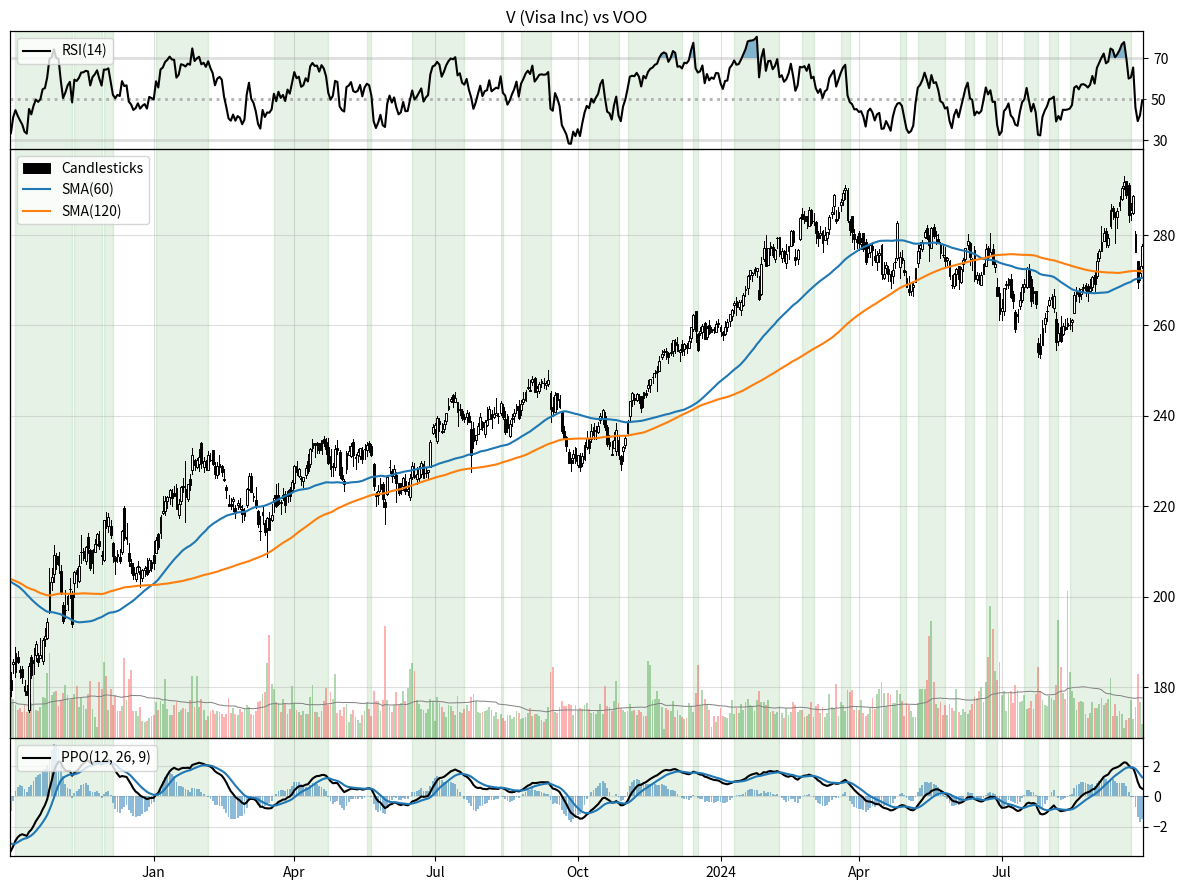 V (Visa Inc) vs VOO
RSI(14)
70
50
30
Candlesticks
SMA(60)
SMA(120)
280
260
240
220
200
180
PPO(12, 26, 9)
2
0
−2
Jan Apr Jul Oct 2024 Apr Jul